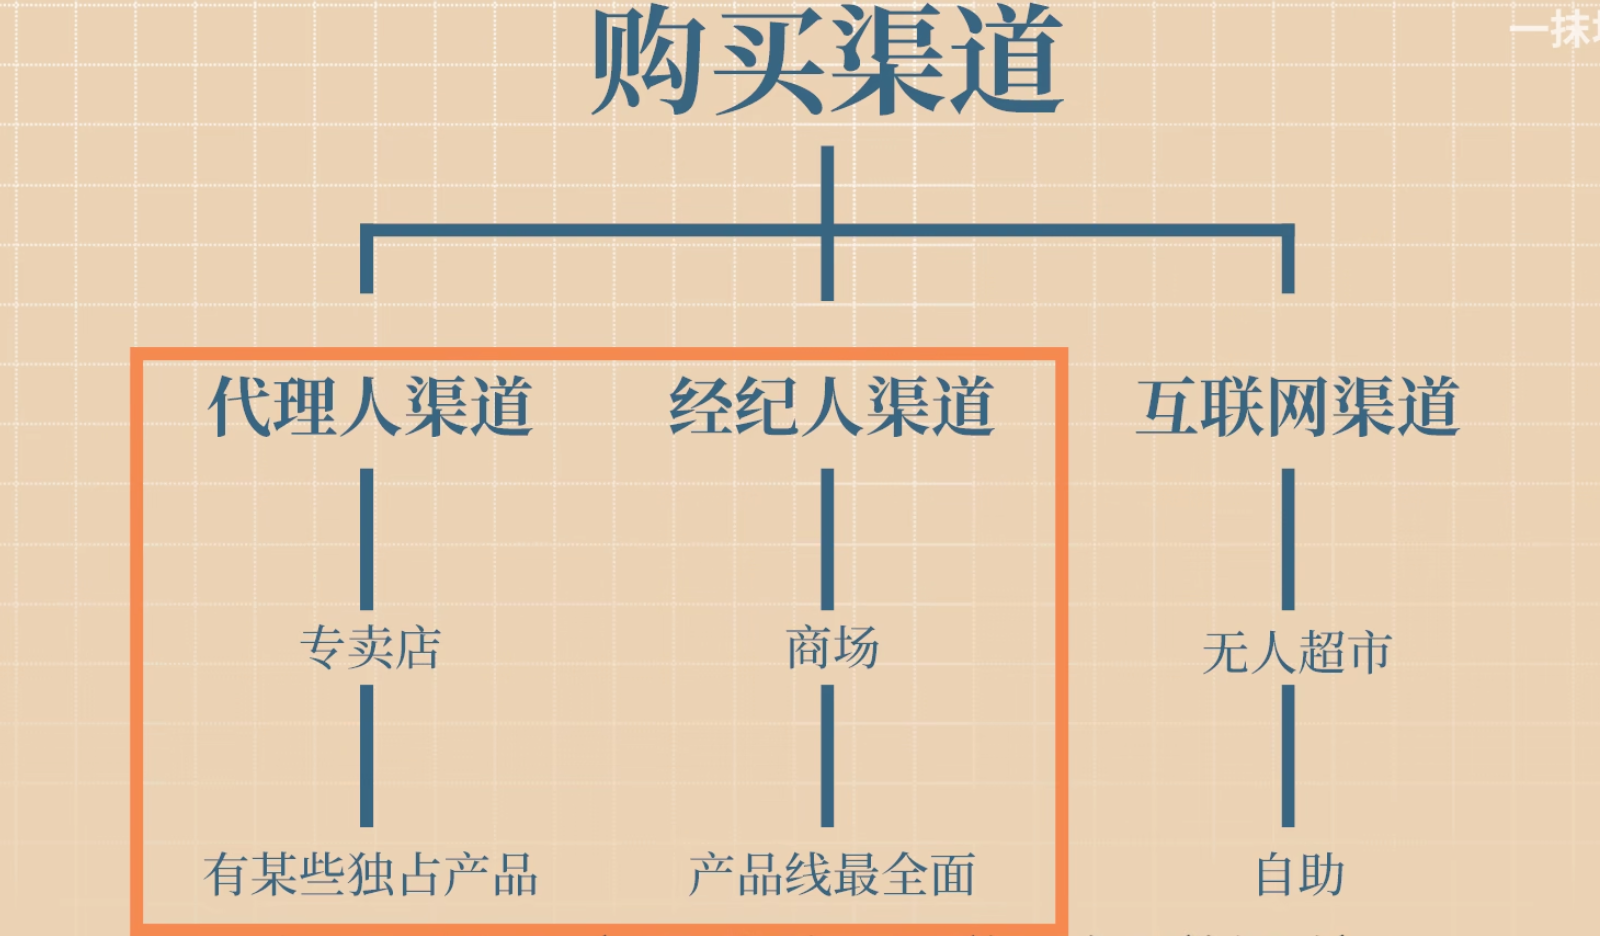 购买渠道
一抹
代理人渠道 经纪人渠道 互联网渠道
专卖店 商场 无人超市
有某些独占产品 产品线最全面 自助